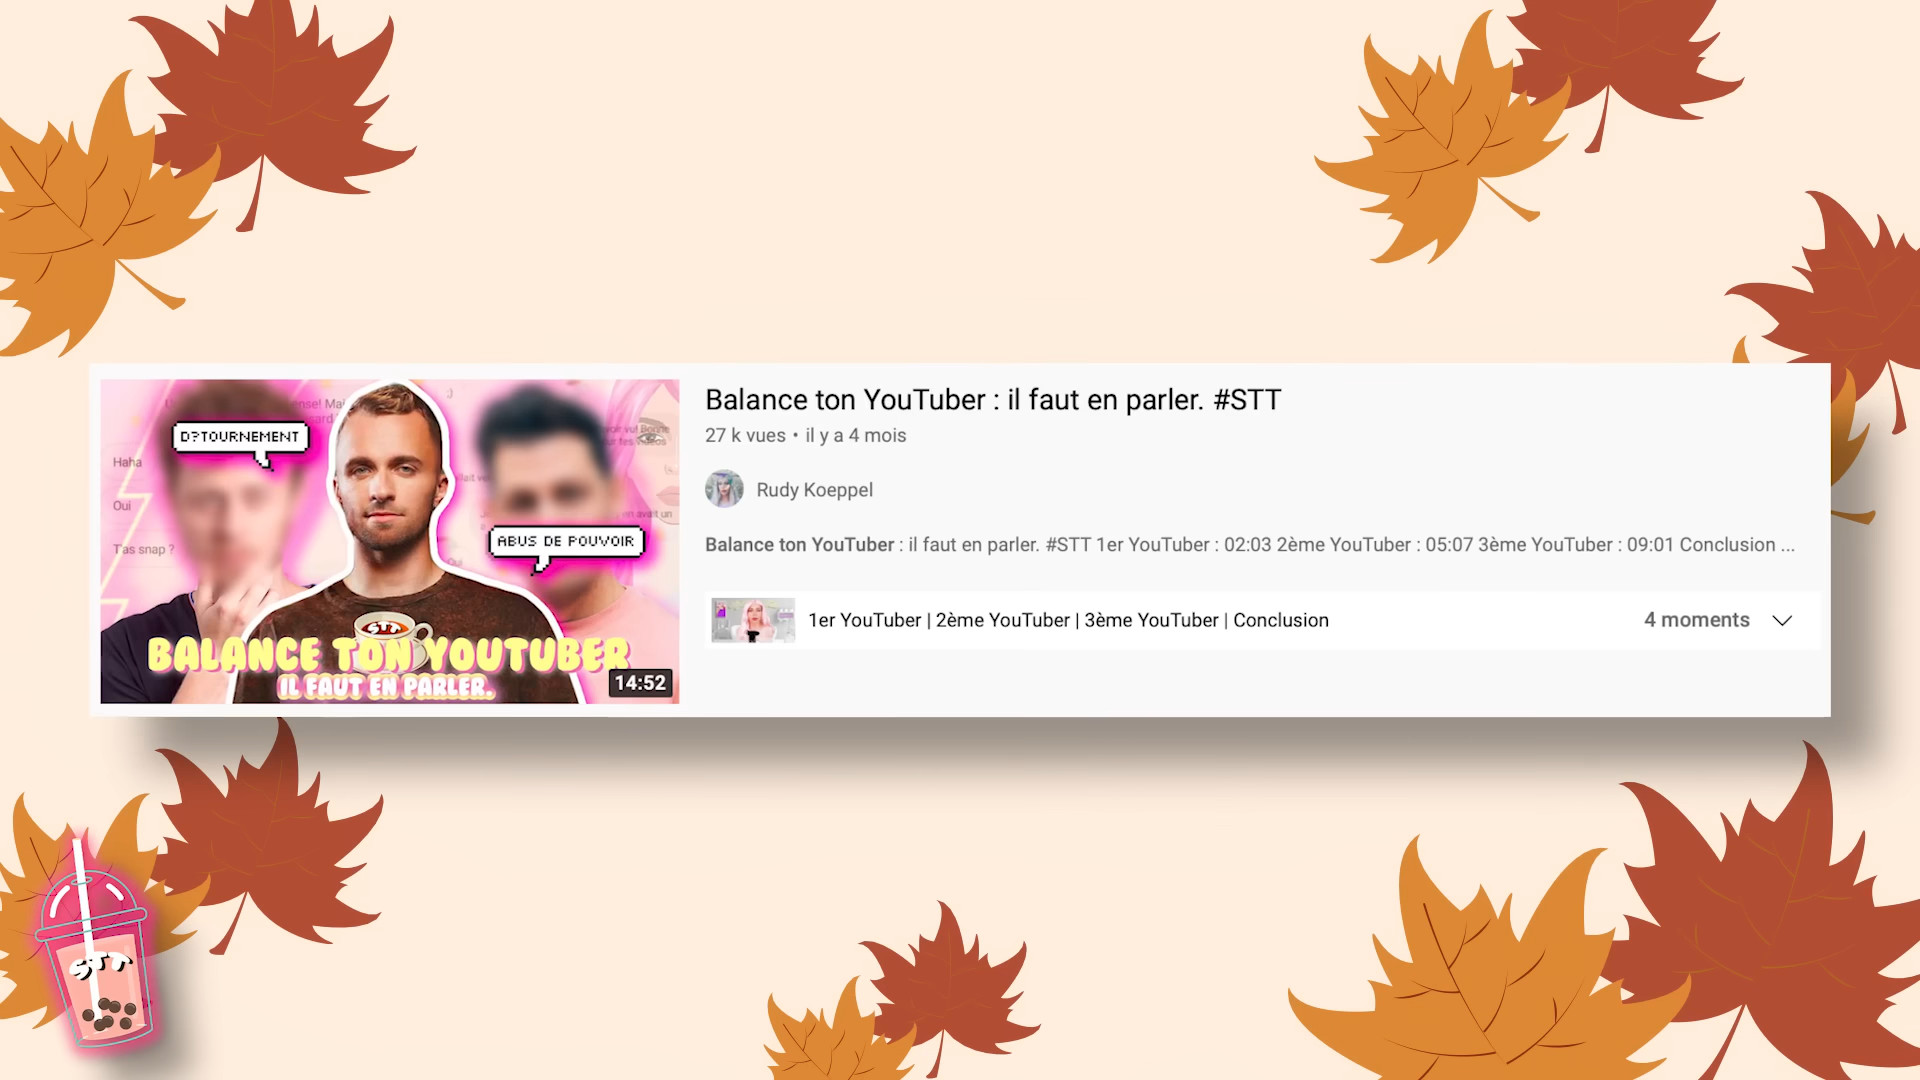 D?TOURNEMENT
Haha
Oui
T'as snap ?
ABUS DE POUVOIR
STT
BALANCE TON YOUTUBER
IL FAUT EN PARLER.
14:52
Balance ton YouTuber : il faut en parler. #STT
27 k vues • il y a 4 mois
Rudy Koeppel
Balance ton YouTuber : il faut en parler. #STT 1er YouTuber : 02:03 2ème YouTuber : 05:07 3ème YouTuber : 09:01 Conclusion ...
1er YouTuber | 2ème YouTuber | 3ème YouTuber | Conclusion
4 moments
STT